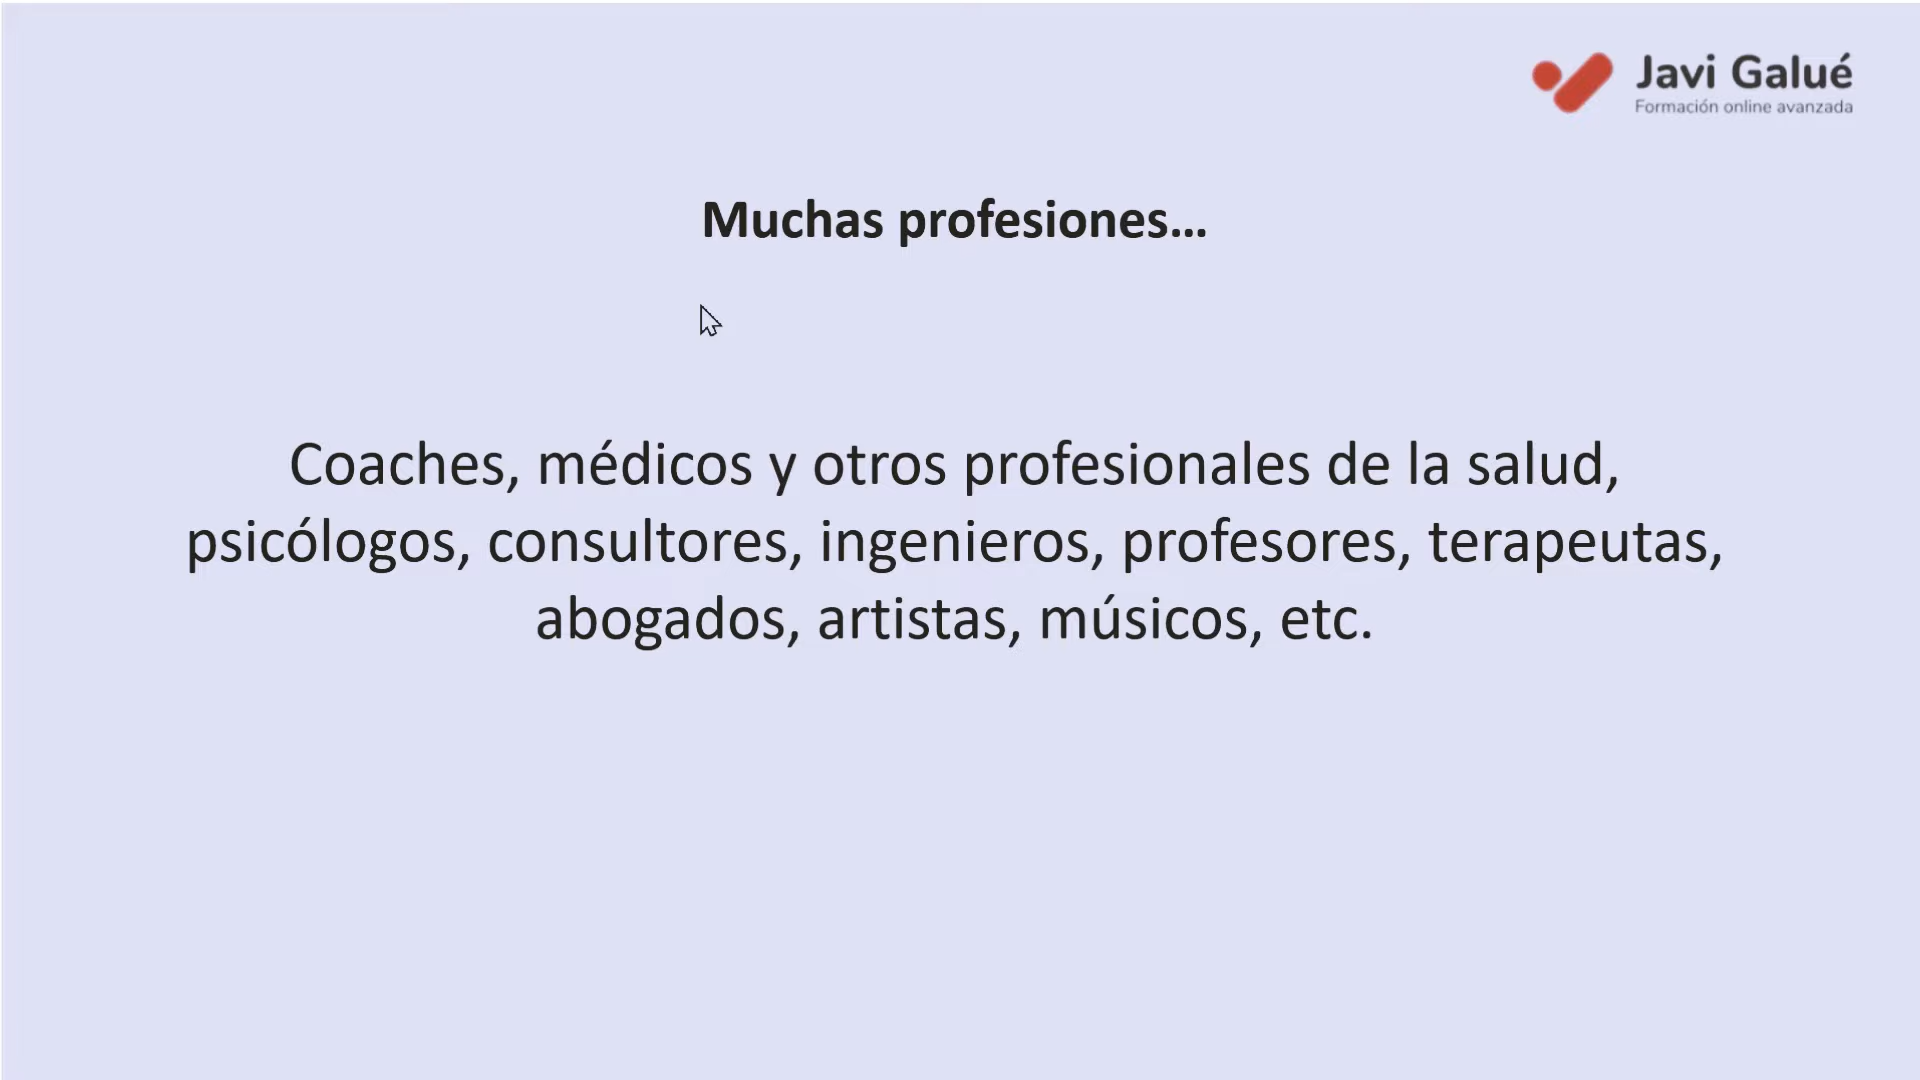 Javi Galué
Formación online avanzada
Muchas profesiones...
Coaches, médicos y otros profesionales de la salud,
psicólogos, consultores, ingenieros, profesores, terapeutas,
abogados, artistas, músicos, etc.